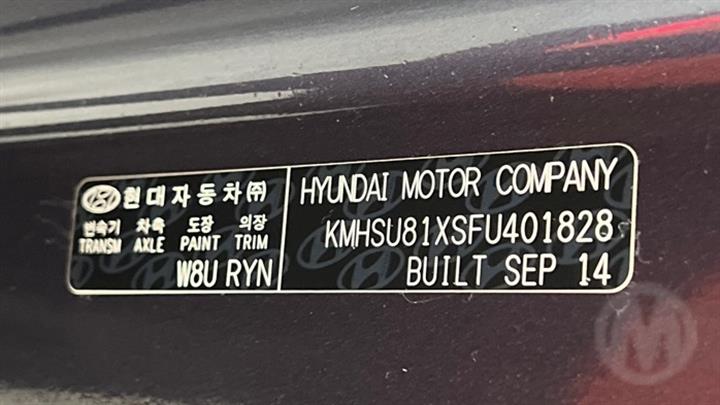 현대자동차㈜
변속기 차축 도장 의장
TRANSM AXLE PAINT TRIM
W8U RYN
HYUNDAI MOTOR COMPANY
KMHSU81XSFU401828
BUILT SEP 14
M